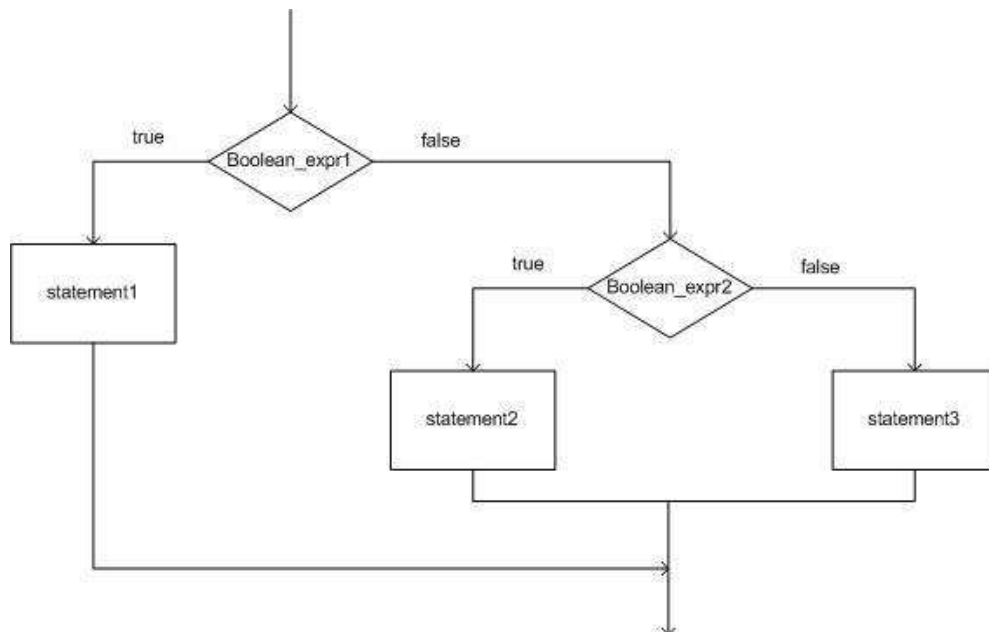 true
Boolean_expr1
false
statement1
true
Boolean_expr2
false
statement2
statement3